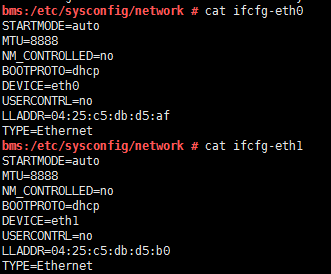 bms:/etc/sysconfig/network # cat ifcfg-eth0
STARTMODE=auto
MTU=8888
NM_CONTROLLED=no
BOOTPROTO=dhcp
DEVICE=eth0
USERCONTRL=no
LLADDR=04:25:c5:db:d5:af
TYPE=Ethernet
bms:/etc/sysconfig/network # cat ifcfg-eth1
STARTMODE=auto
MTU=8888
NM_CONTROLLED=no
BOOTPROTO=dhcp
DEVICE=eth1
USERCONTRL=no
LLADDR=04:25:c5:db:d5:b0
TYPE=Ethernet